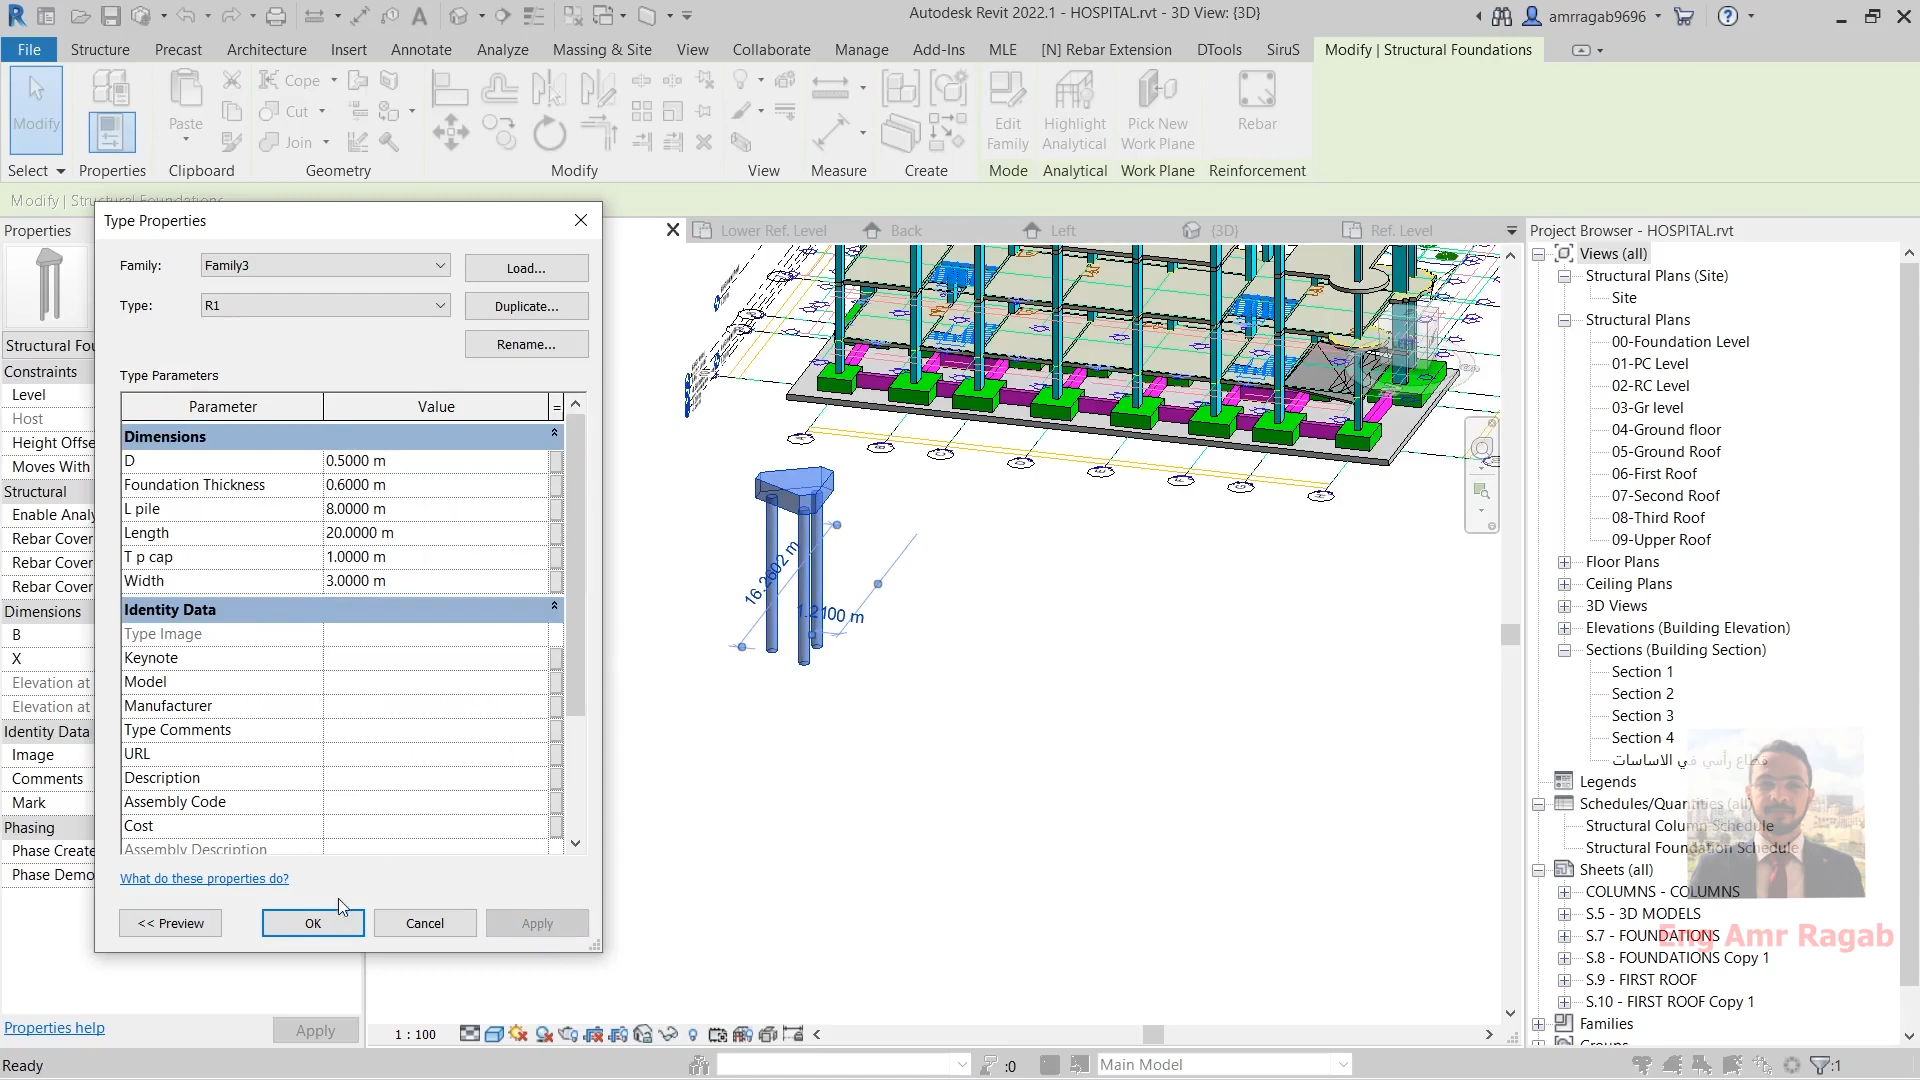 Autodesk Revit 2022.1 - HOSPITAL.rvt - 3D View: {3D}
amrragab9696
File Structure Precast Architecture Insert Annotate Analyze Massing & Site View Collaborate Manage Add-Ins MLE [N] Rebar Extension DTools SiruS Modify | Structural Foundations
Modify
Paste
Cope
Cut
Join
Edit Family
Highlight Analytical
Pick New Work Plane
Rebar
Select Properties Clipboard Geometry Modify View Measure Create Mode Analytical Work Plane Reinforcement
Modify | Structural Foundations
Properties
Structural Fou
Constraints
Level
Host
Height Offse
Moves With
Structural
Enable Analy
Rebar Cover
Rebar Cover
Rebar Cover
Dimensions
B
X
Elevation at
Elevation at
Identity Data
Image
Comments
Mark
Phasing
Phase Create
Phase Demo
Properties help
Apply
Type Properties
Family: Family3 Load...
Type: R1 Duplicate...
Rename...
Type Parameters
Parameter Value =
Dimensions
D 0.5000 m
Foundation Thickness 0.6000 m
L pile 8.0000 m
Length 20.0000 m
T p cap 1.0000 m
Width 3.0000 m
Identity Data
Type Image
Keynote
Model
Manufacturer
Type Comments
URL
Description
Assembly Code
Cost
Assembly Description
What do these properties do?
<< Preview OK Cancel Apply
Lower Ref. Level Back Left {3D} Ref. Level
16.2602 m
1.2100 m
1 : 100
Project Browser - HOSPITAL.rvt
Views (all)
Structural Plans (Site)
Site
Structural Plans
00-Foundation Level
01-PC Level
02-RC Level
03-Gr level
04-Ground floor
05-Ground Roof
06-First Roof
07-Second Roof
08-Third Roof
09-Upper Roof
Floor Plans
Ceiling Plans
3D Views
Elevations (Building Elevation)
Sections (Building Section)
Section 1
Section 2
Section 3
Section 4
قطاع رأسي في الاساسات
Legends
Schedules/Quantities (all)
Structural Column Schedule
Structural Foundation Schedule
Sheets (all)
COLUMNS - COLUMNS
S.5 - 3D MODELS
S.7 - FOUNDATIONS
S.8 - FOUNDATIONS Copy 1
S.9 - FIRST ROOF
S.10 - FIRST ROOF Copy 1
Families
Groups
Eng Amr Ragab
Ready
:0
Main Model
:1